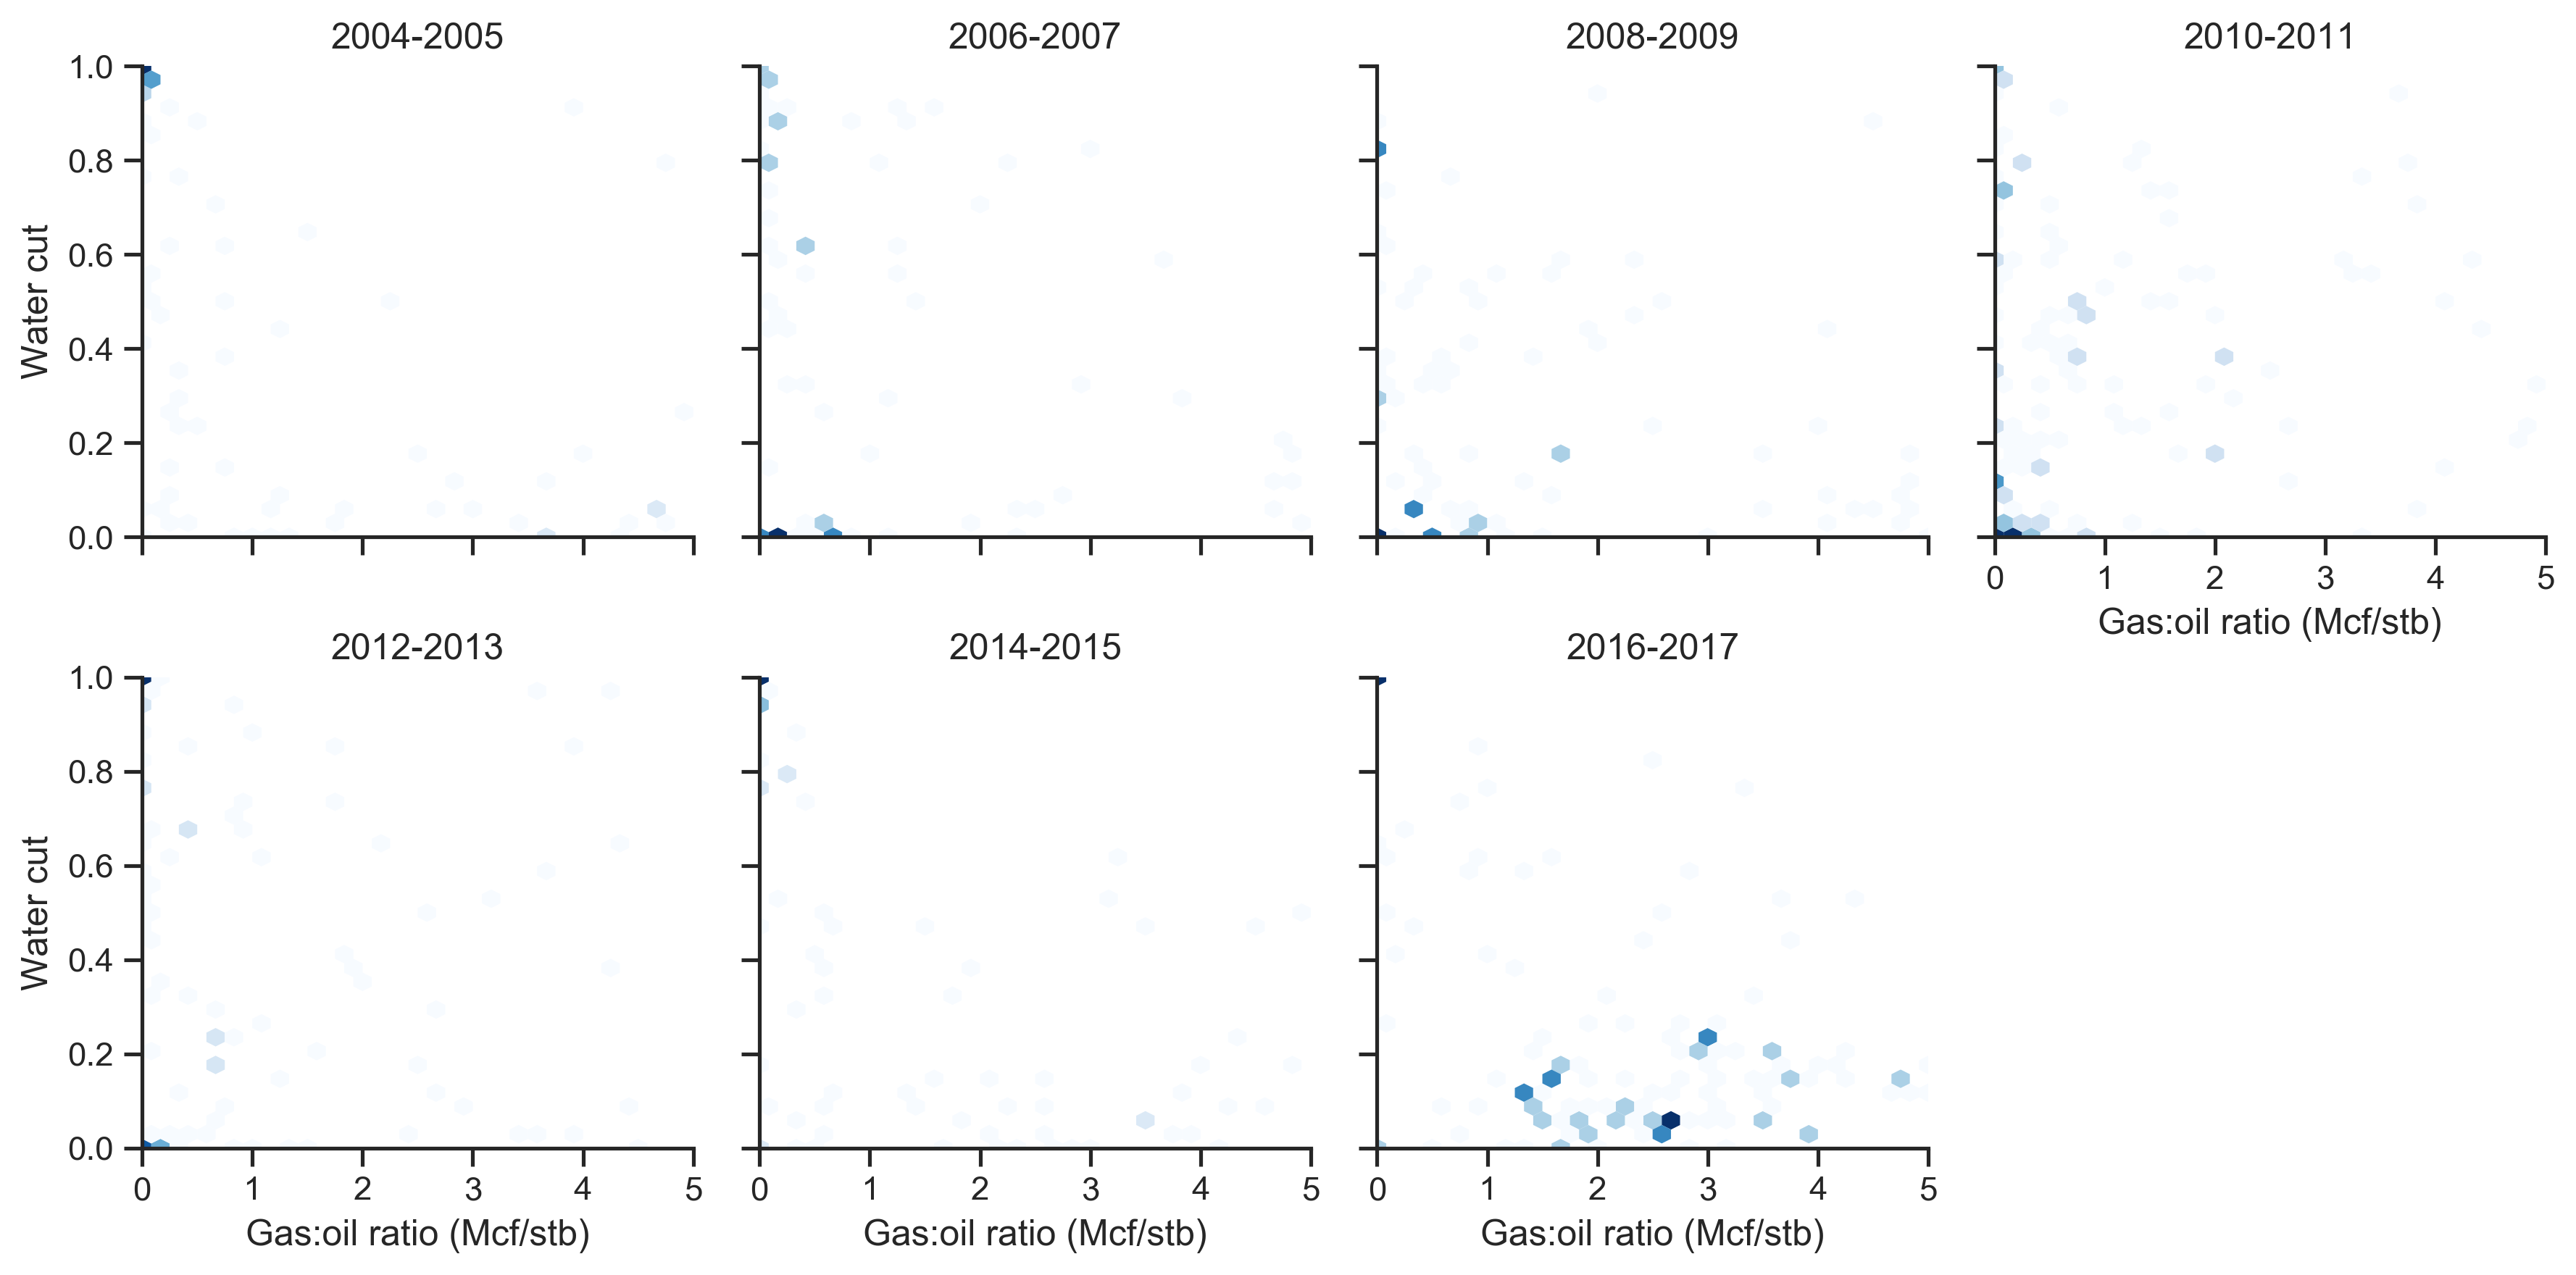 2004-2005
2006-2007
2008-2009
2010-2011
Water cut
1.0
0.8
0.6
0.4
0.2
0.0
0 1 2 3 4 5
Gas:oil ratio (Mcf/stb)
2012-2013
2014-2015
2016-2017
Water cut
1.0
0.8
0.6
0.4
0.2
0.0
0 1 2 3 4 5
Gas:oil ratio (Mcf/stb)
0 1 2 3 4 5
Gas:oil ratio (Mcf/stb)
0 1 2 3 4 5
Gas:oil ratio (Mcf/stb)